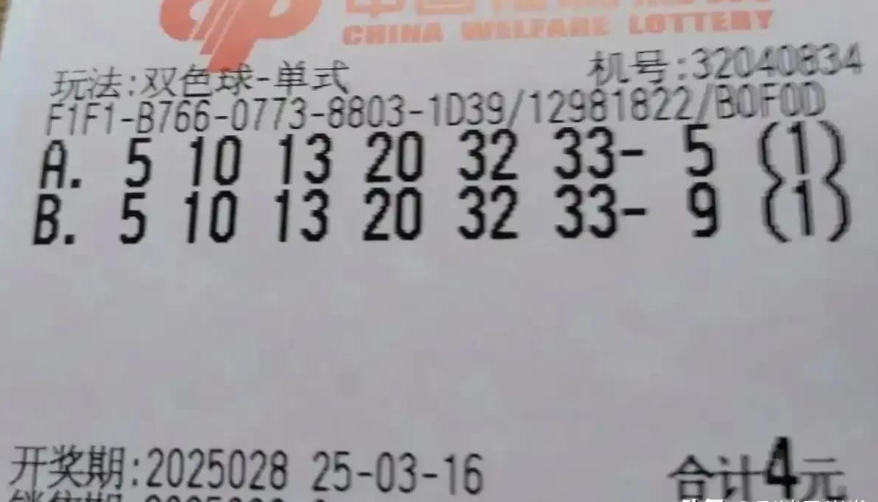 CHINA WELFARE LOTTERY
玩法:双色球-单式 机号:32040834
F1F1-B766-0773-8803-1D39/12981822/B0F0D
A. 5 10 13 20 32 33- 5 (1)
B. 5 10 13 20 32 33- 9 (1)
开奖期:2025028 25-03-16 合计4元